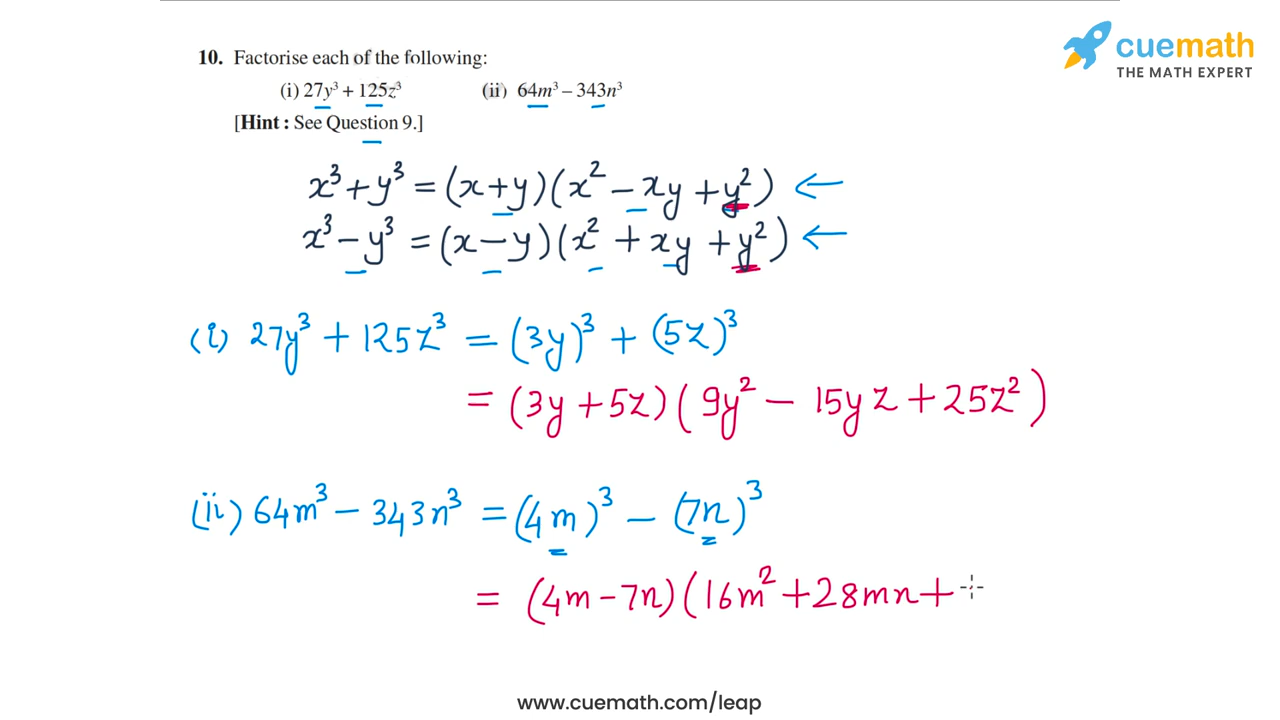 cuemath
THE MATH EXPERT
10. Factorise each of the following:
(i) 27y³ + 125z³ (ii) 64m³ – 343n³
[Hint : See Question 9.]
x³ + y³ = (x + y)(x² – xy + y²) ←
x³ – y³ = (x – y)(x² + xy + y²) ←
(i) 27y³ + 125z³ = (3y)³ + (5z)³
= (3y + 5z)(9y² – 15yz + 25z²)
(ii) 64m³ – 343n³ = (4m)³ – (7n)³
= (4m – 7n)(16m² + 28mn +
www.cuemath.com/leap